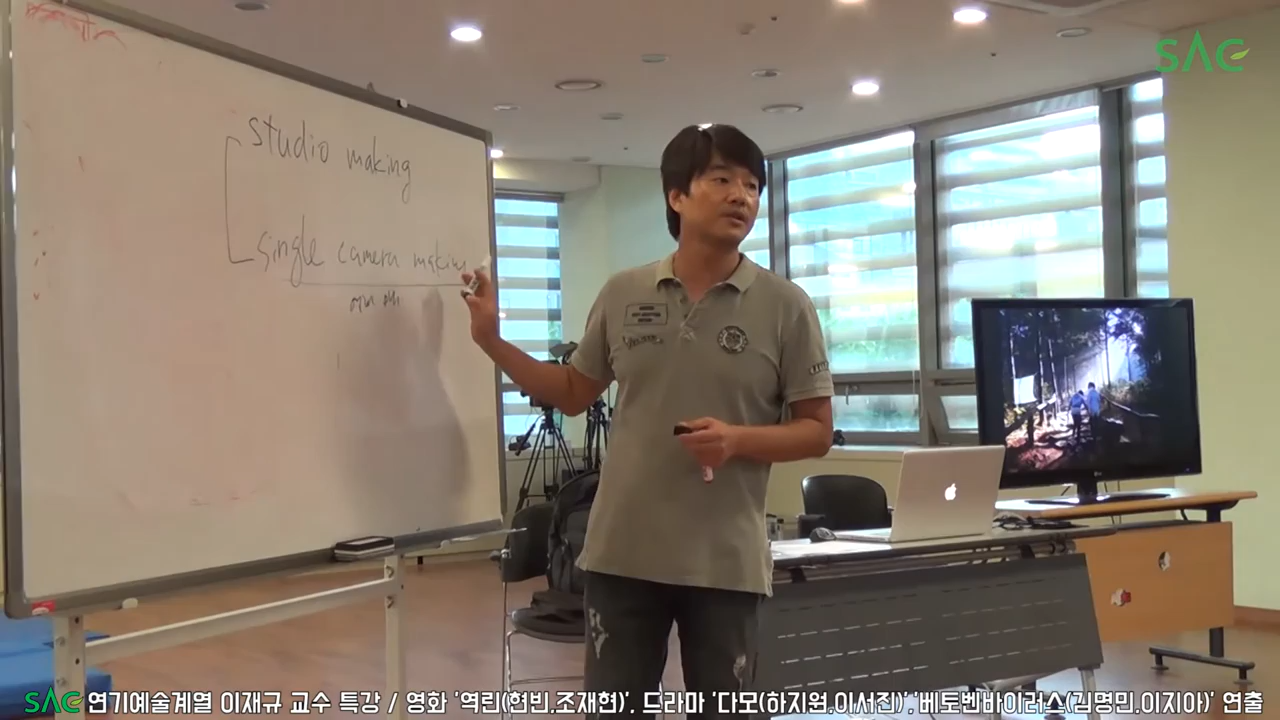 SAC
studio making
single camera making
SAC 연기예술계열 이재규 교수 특강 / 영화 '역린(현빈,조재현)', 드라마 '다모(하지원,이서진)','베토벤바이러스(김명민,이지아)' 연출